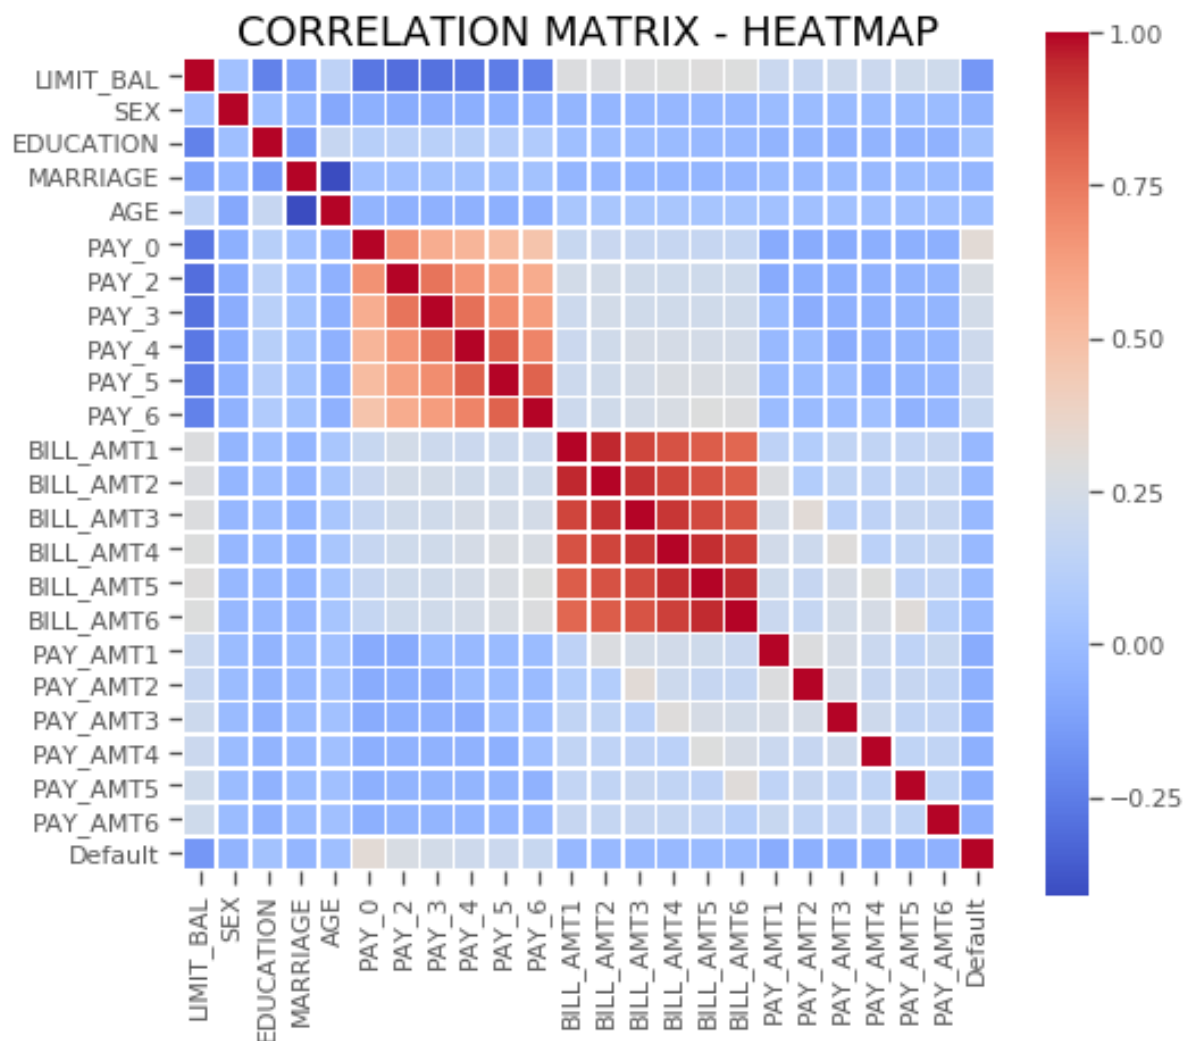 CORRELATION MATRIX - HEATMAP
LIMIT_BAL
SEX
EDUCATION
MARRIAGE
AGE
PAY_0
PAY_2
PAY_3
PAY_4
PAY_5
PAY_6
BILL_AMT1
BILL_AMT2
BILL_AMT3
BILL_AMT4
BILL_AMT5
BILL_AMT6
PAY_AMT1
PAY_AMT2
PAY_AMT3
PAY_AMT4
PAY_AMT5
PAY_AMT6
Default
LIMIT_BAL
SEX
EDUCATION
MARRIAGE
AGE
PAY_0
PAY_2
PAY_3
PAY_4
PAY_5
PAY_6
BILL_AMT1
BILL_AMT2
BILL_AMT3
BILL_AMT4
BILL_AMT5
BILL_AMT6
PAY_AMT1
PAY_AMT2
PAY_AMT3
PAY_AMT4
PAY_AMT5
PAY_AMT6
Default
1.00
0.75
0.50
0.25
0.00
−0.25